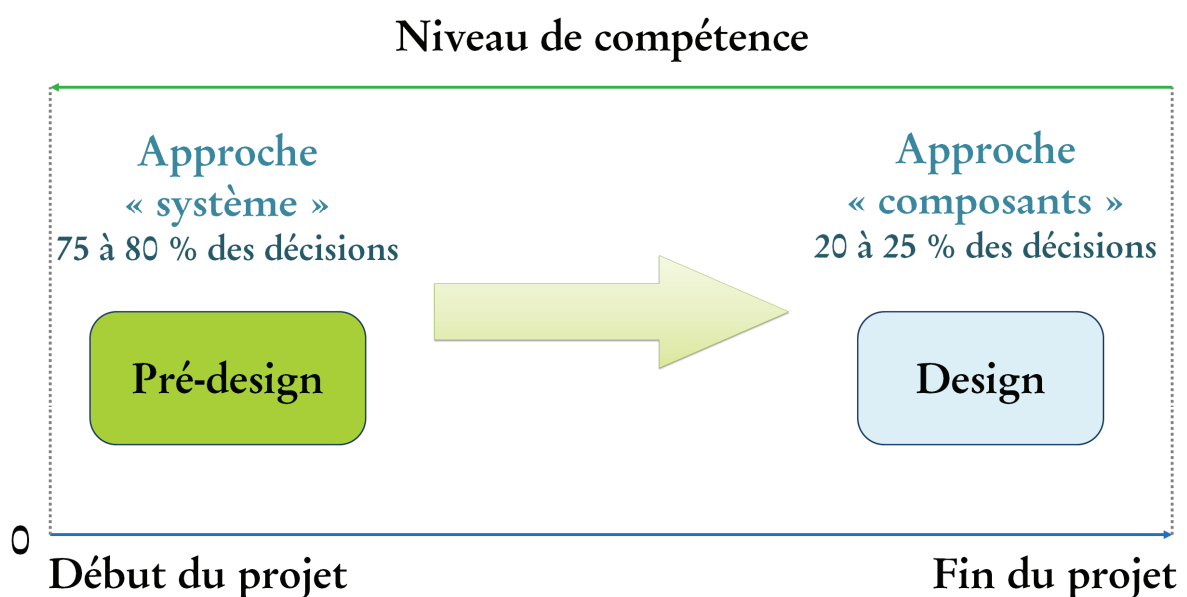 Niveau de compétence
Approche
« système »
75 à 80 % des décisions
Approche
« composants »
20 à 25 % des décisions
Pré-design
Design
0
Début du projet
Fin du projet